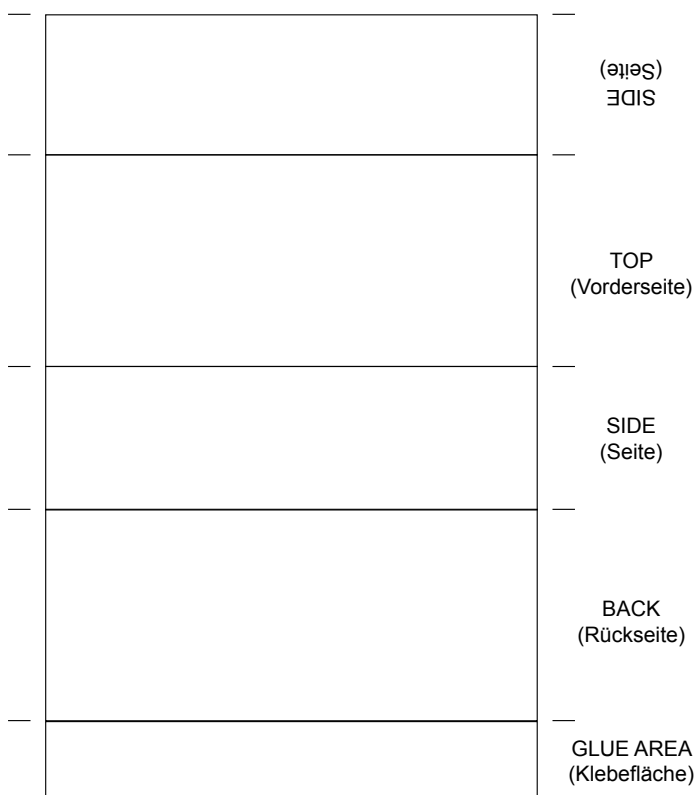 SIDE
(Seite)
TOP
(Vorderseite)
SIDE
(Seite)
BACK
(Rückseite)
GLUE AREA
(Klebefläche)